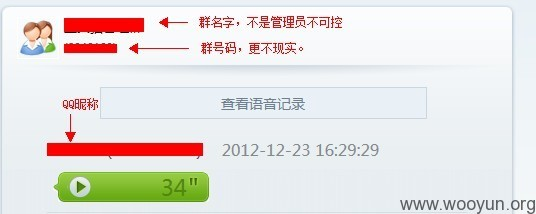 群名字，不是管理员不可控
群号码，更不现实。
QQ昵称
查看语音记录
2012-12-23 16:29:29
34"
www.wooyun.org